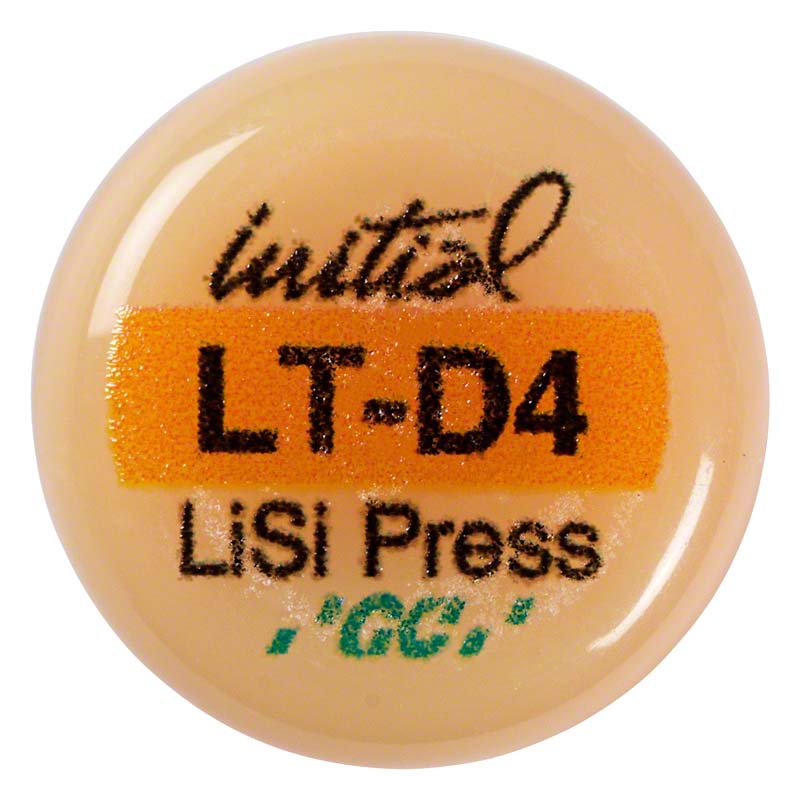 initial
LT-D4
LiSi Press
GC